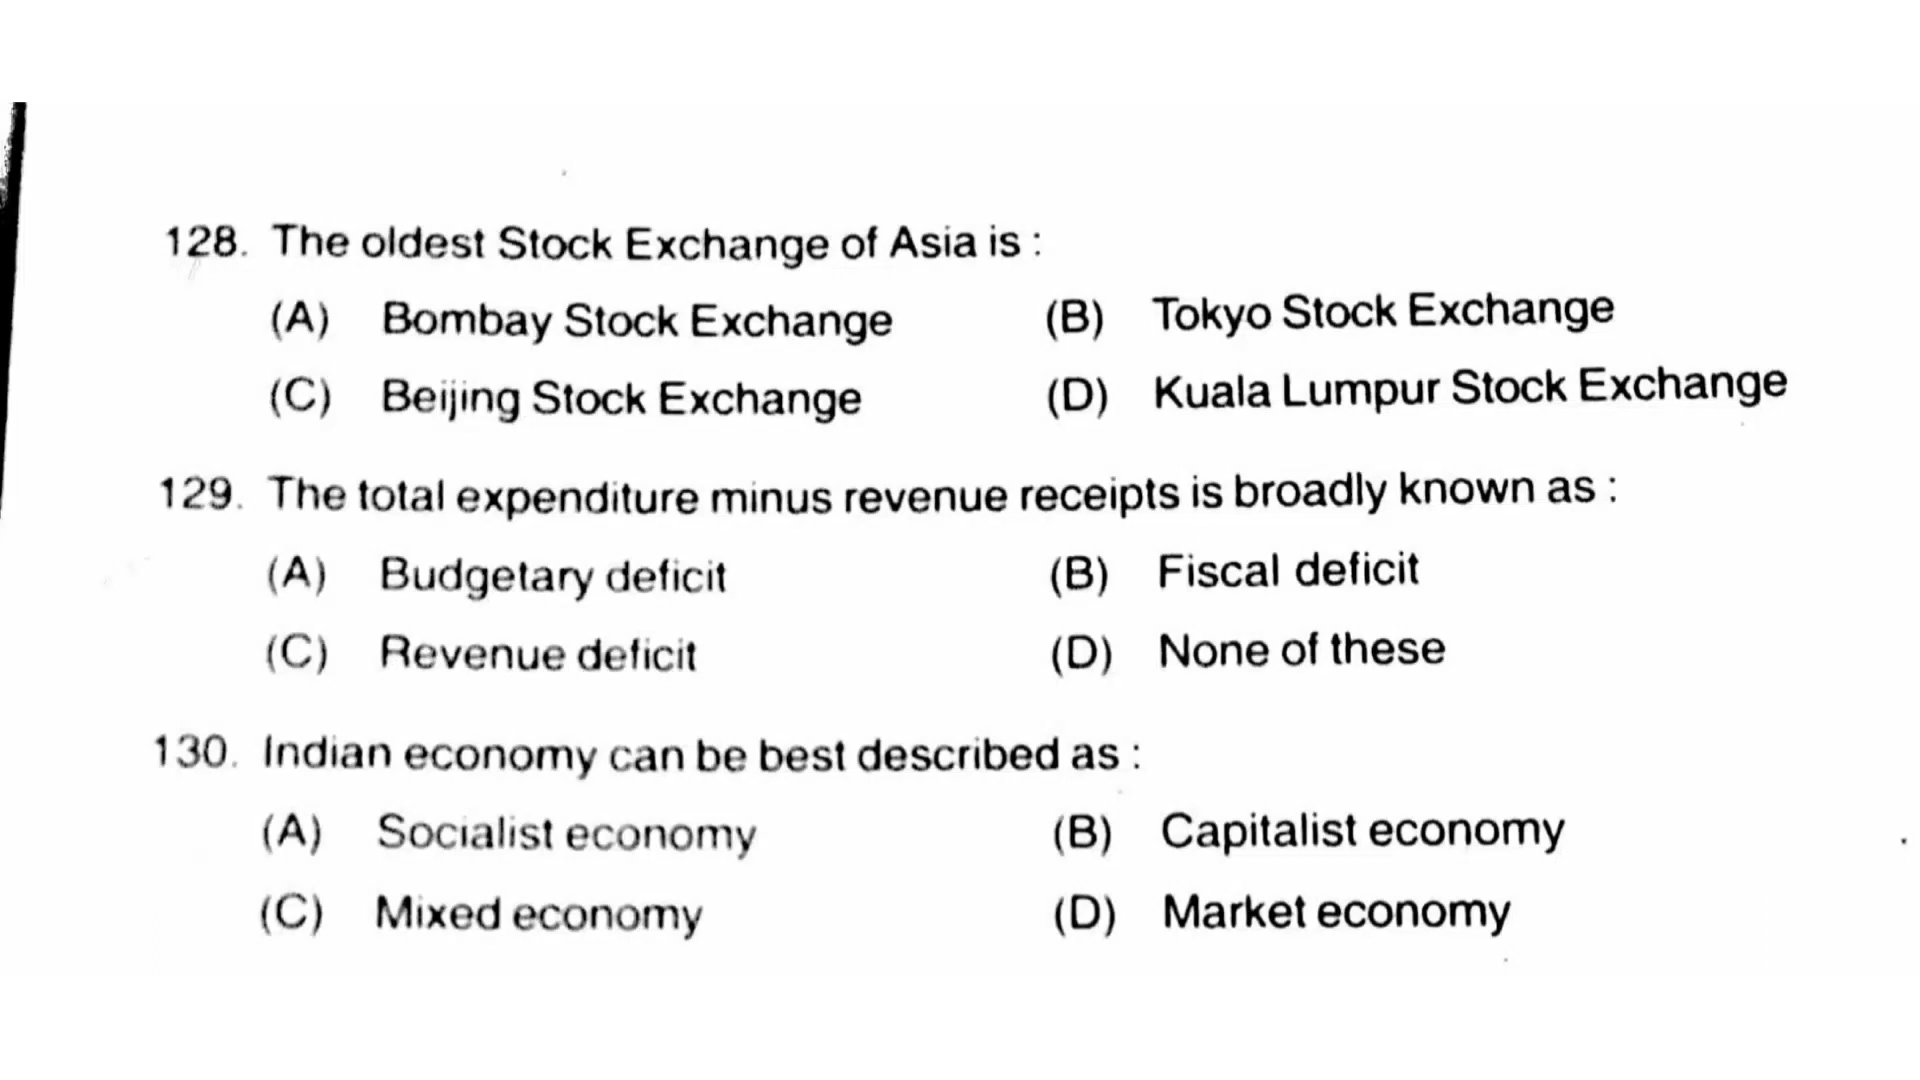 128. The oldest Stock Exchange of Asia is :
(A) Bombay Stock Exchange (B) Tokyo Stock Exchange
(C) Beijing Stock Exchange (D) Kuala Lumpur Stock Exchange
129. The total expenditure minus revenue receipts is broadly known as :
(A) Budgetary deficit (B) Fiscal deficit
(C) Revenue deficit (D) None of these
130. Indian economy can be best described as :
(A) Socialist economy (B) Capitalist economy
(C) Mixed economy (D) Market economy